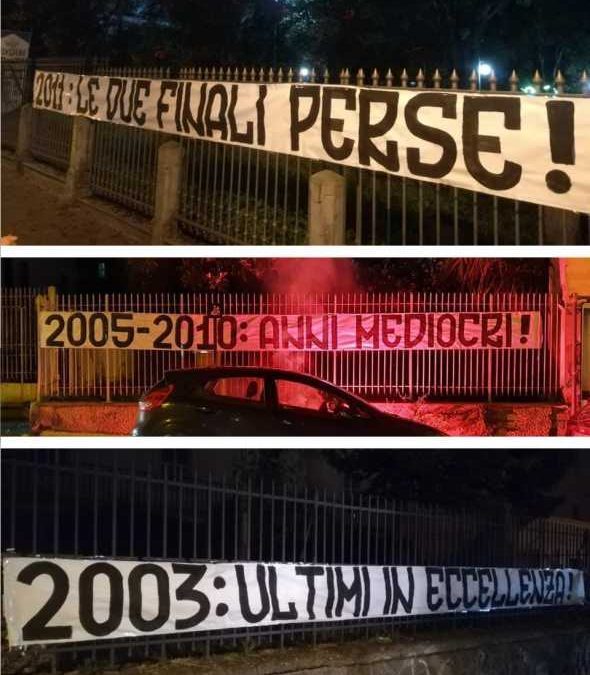 2011: LE DUE FINALI PERSE!
2005-2010: ANNI MEDIOCRI!
2003: ULTIMI IN ECCELLENZA!